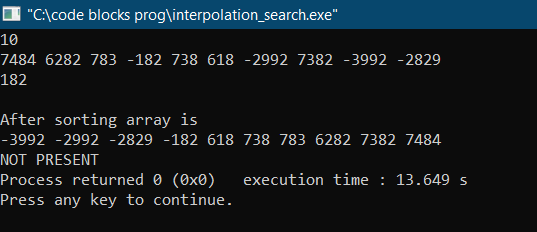 "C:\code blocks prog\interpolation_search.exe"
10
7484 6282 783 -182 738 618 -2992 7382 -3992 -2829
182
After sorting array is
-3992 -2992 -2829 -182 618 738 783 6282 7382 7484
NOT PRESENT
Process returned 0 (0x0)   execution time : 13.649 s
Press any key to continue.